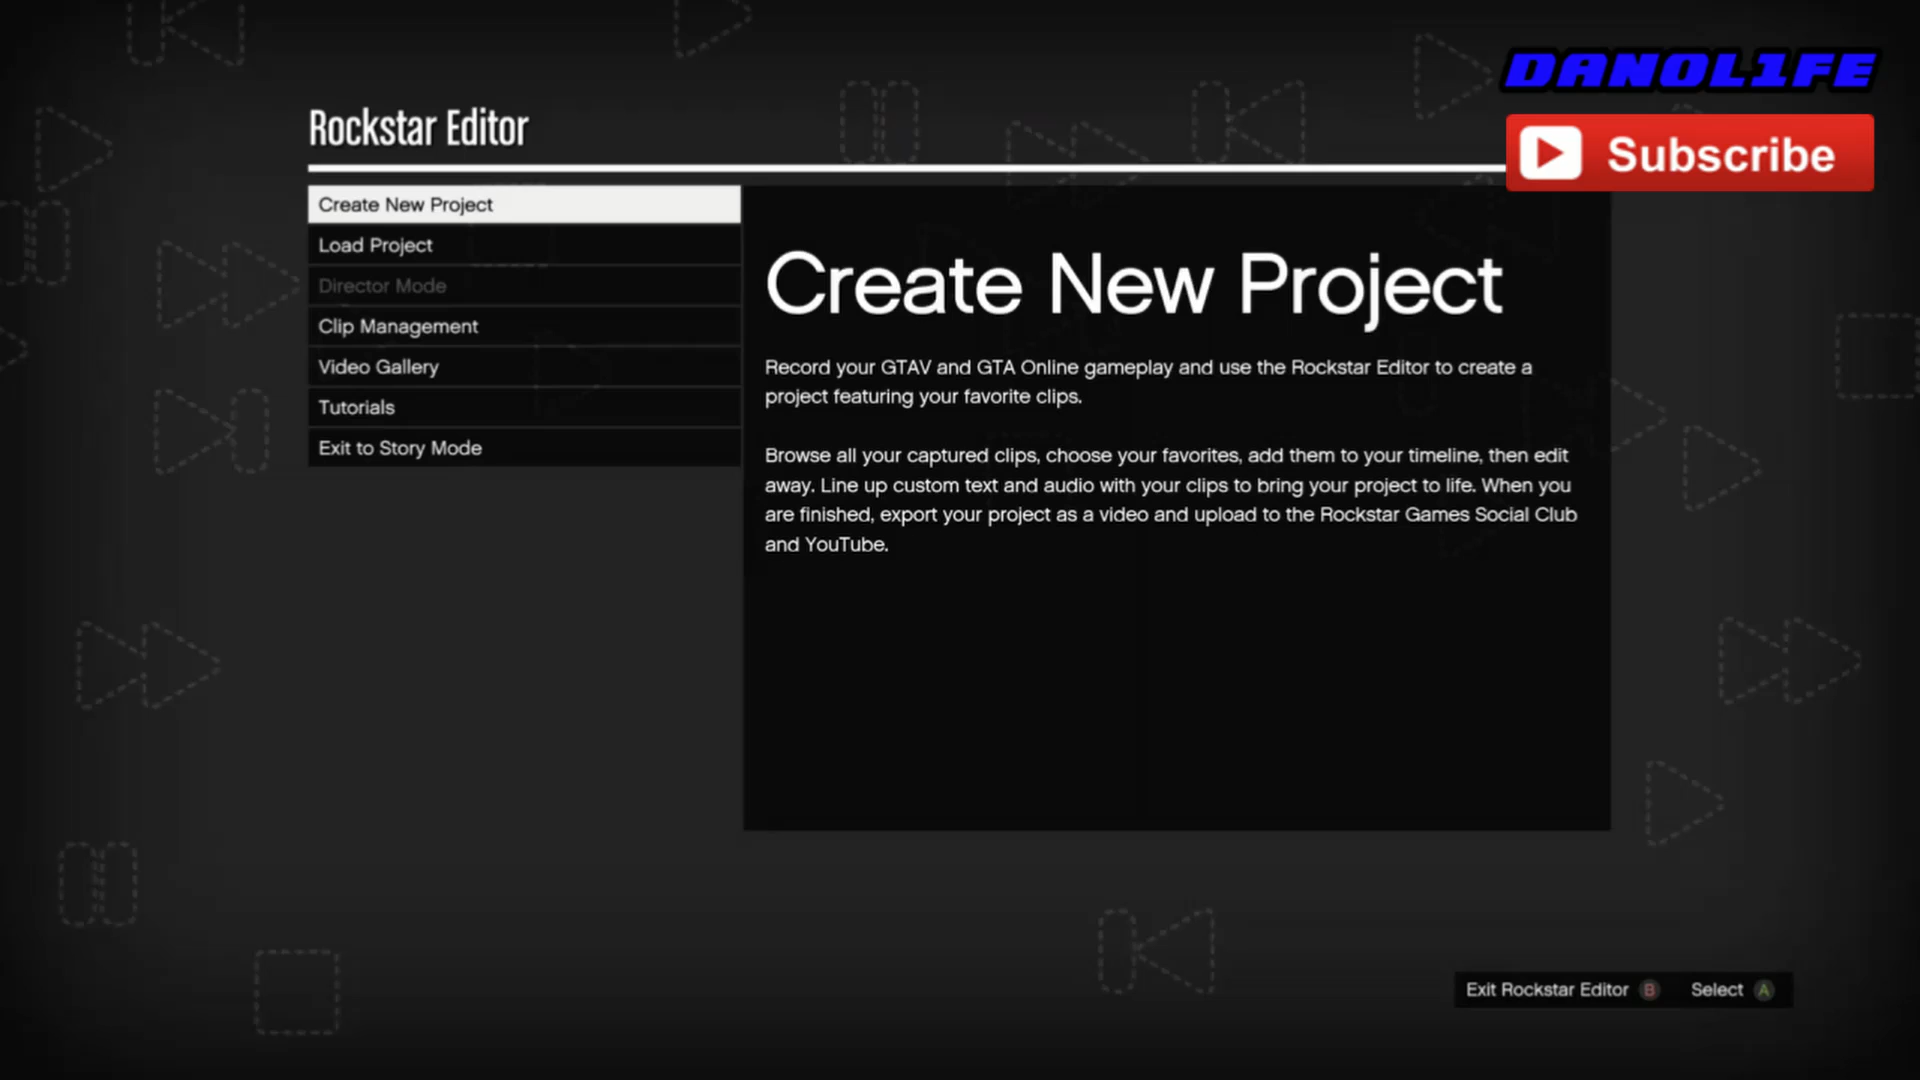 DANOL1FE
Subscribe
Rockstar Editor
Create New Project
Load Project
Director Mode
Clip Management
Video Gallery
Tutorials
Exit to Story Mode
Create New Project
Record your GTAV and GTA Online gameplay and use the Rockstar Editor to create a
project featuring your favorite clips.
Browse all your captured clips, choose your favorites, add them to your timeline, then edit
away. Line up custom text and audio with your clips to bring your project to life. When you
are finished, export your project as a video and upload to the Rockstar Games Social Club
and YouTube.
Exit Rockstar Editor B Select A